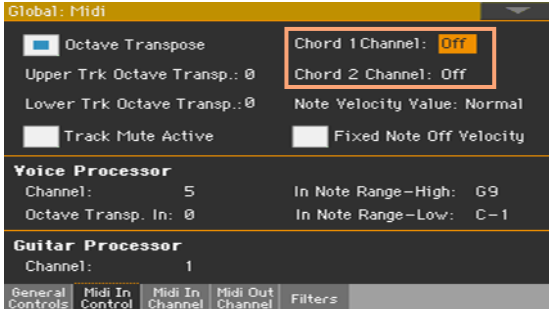 Global: Midi
Octave Transpose
Chord 1 Channel: Off
Upper Trk Octave Transp.: 0
Chord 2 Channel: Off
Lower Trk Octave Transp.: 0
Note Velocity Value: Normal
Track Mute Active
Fixed Note Off Velocity
Voice Processor
Channel: 5
In Note Range-High: G9
Octave Transp. In: 0
In Note Range-Low: C-1
Guitar Processor
Channel: 1
General Controls
Midi In Control
Midi In Channel
Midi Out Channel
Filters